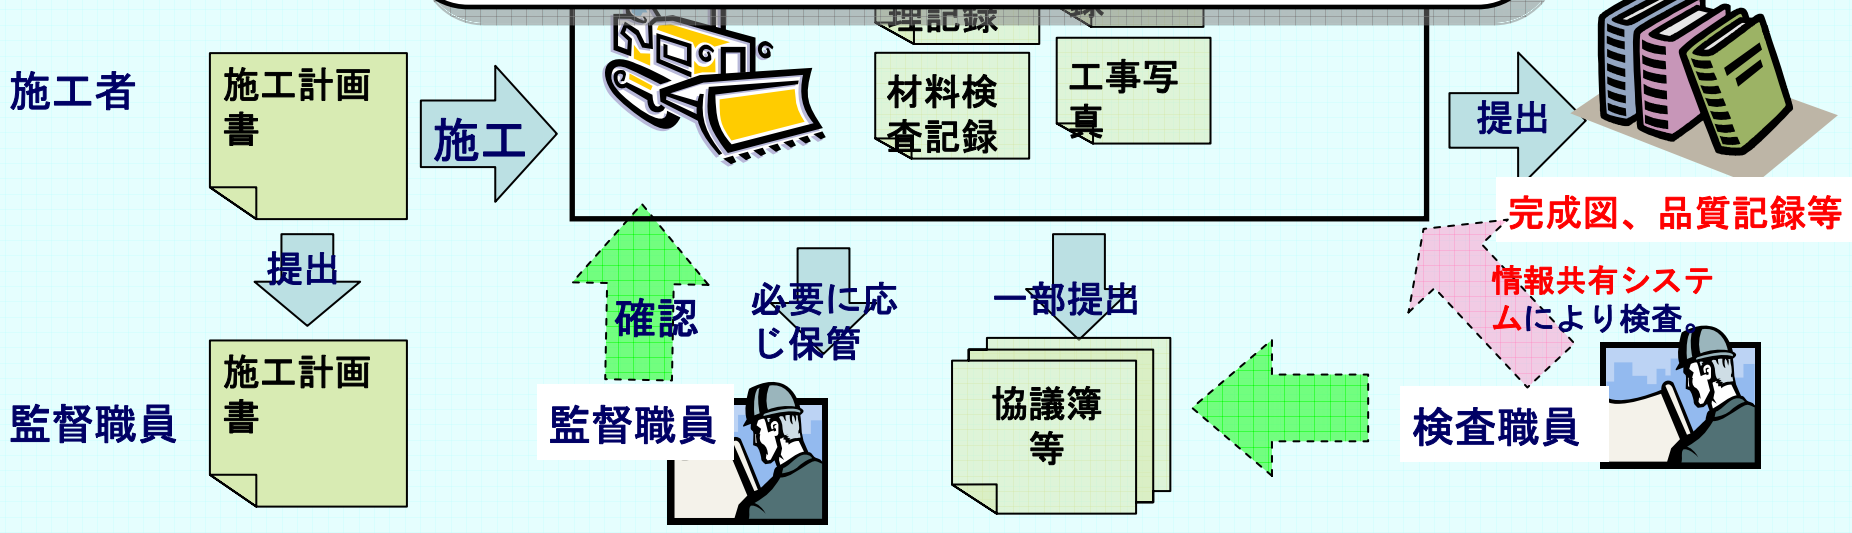 理記録
録
施工者
施工計画
書
施工
材料検
査記録
工事写
真
提出
完成図、品質記録等
提出
確認
必要に応
じ保管
一部提出
情報共有システ
ムにより検査。
監督職員
施工計画
書
監督職員
協議簿
等
検査職員